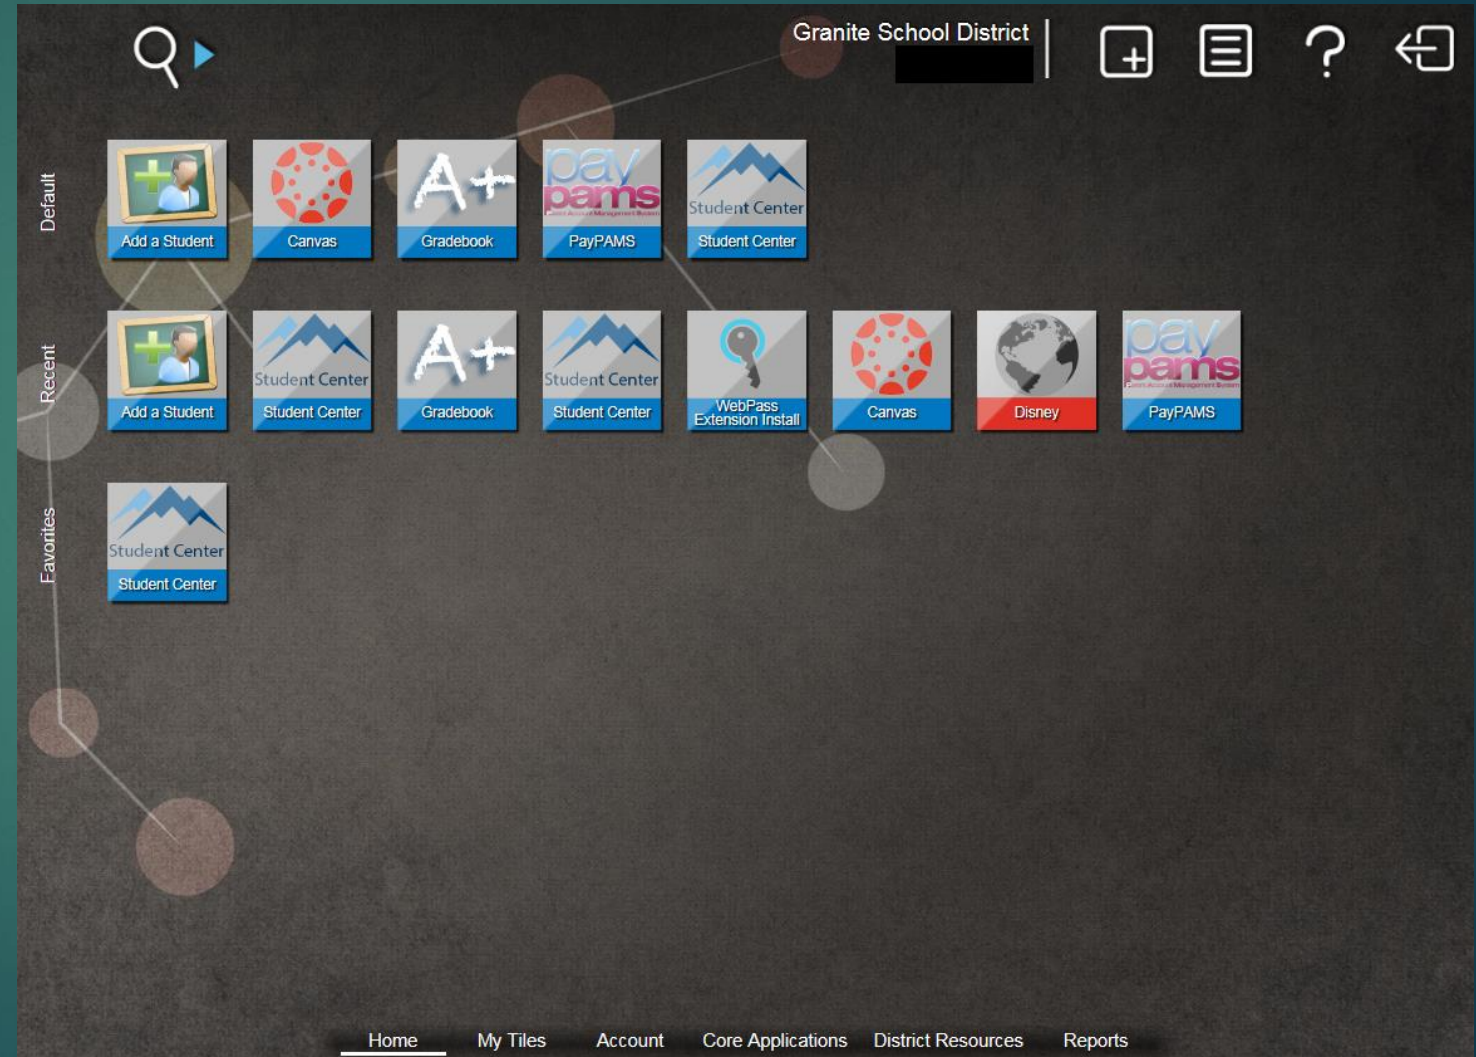 Granite School District
Default
Add a Student
Canvas
A+
Gradebook
pay
pams
PayPAMS
Student Center
Student Center
Recent
Add a Student
Student Center
Student Center
A+
Gradebook
Student Center
Student Center
WebPass
Extension Install
Canvas
Disney
pay
pams
PayPAMS
Favorites
Student Center
Student Center
Home My Tiles Account Core Applications District Resources Reports